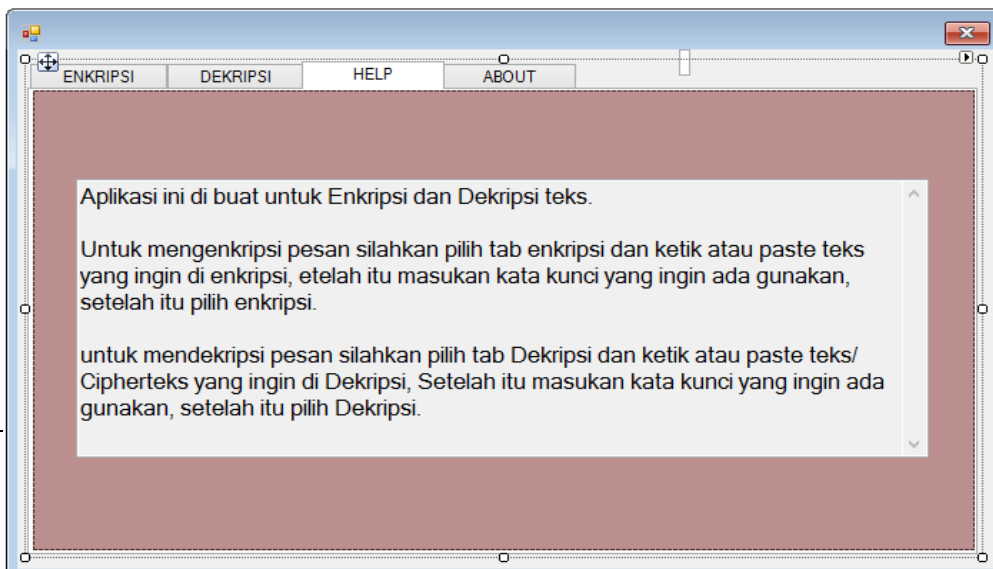 ENKRIPSI DEKRIPSI HELP ABOUT
Aplikasi ini di buat untuk Enkripsi dan Dekripsi teks.
Untuk mengenkripsi pesan silahkan pilih tab enkripsi dan ketik atau paste teks
yang ingin di enkripsi, etelah itu masukan kata kunci yang ingin ada gunakan,
setelah itu pilih enkripsi.
untuk mendekripsi pesan silahkan pilih tab Dekripsi dan ketik atau paste teks/
Cipherteks yang ingin di Dekripsi, Setelah itu masukan kata kunci yang ingin ada
gunakan, setelah itu pilih Dekripsi.